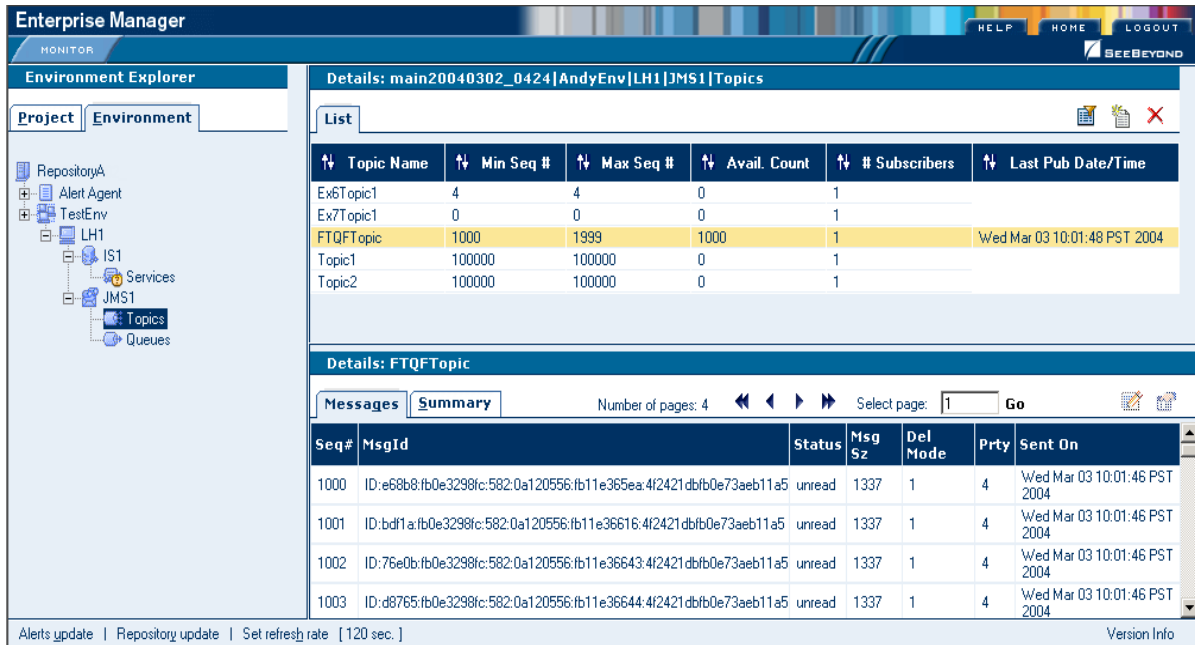 Enterprise Manager
HELP HOME LOGOUT
MONITOR
SEEBEYOND
Environment Explorer
Project Environment
RepositoryA
Alert Agent
TestEnv
LH1
IS1
Services
JMS1
Topics
Queues
Details: main20040302_0424|AndyEnv|LH1|JMS1|Topics
List
Topic Name Min Seq # Max Seq # Avail. Count # Subscribers Last Pub Date/Time
Ex6Topic1 4 4 0 1
Ex7Topic1 0 0 0 1
FTQFTopic 1000 1999 1000 1 Wed Mar 03 10:01:48 PST 2004
Topic1 100000 100000 0 1
Topic2 100000 100000 0 1
Details: FTQFTopic
Messages Summary Number of pages: 4 Select page: 1 Go
Seq# MsgId Status Msg Sz Del Mode Prty Sent On
1000 ID:e68b8:fb0e3298fc:582:0a120556:fb11e365ea:4f2421dbfb0e73aeb11a5 unread 1337 1 4 Wed Mar 03 10:01:46 PST 2004
1001 ID:bdf1a:fb0e3298fc:582:0a120556:fb11e36616:4f2421dbfb0e73aeb11a5 unread 1337 1 4 Wed Mar 03 10:01:46 PST 2004
1002 ID:76e0b:fb0e3298fc:582:0a120556:fb11e36643:4f2421dbfb0e73aeb11a5 unread 1337 1 4 Wed Mar 03 10:01:46 PST 2004
1003 ID:d8765:fb0e3298fc:582:0a120556:fb11e36644:4f2421dbfb0e73aeb11a5 unread 1337 1 4 Wed Mar 03 10:01:46 PST 2004
Alerts update | Repository update | Set refresh rate [ 120 sec. ] Version Info